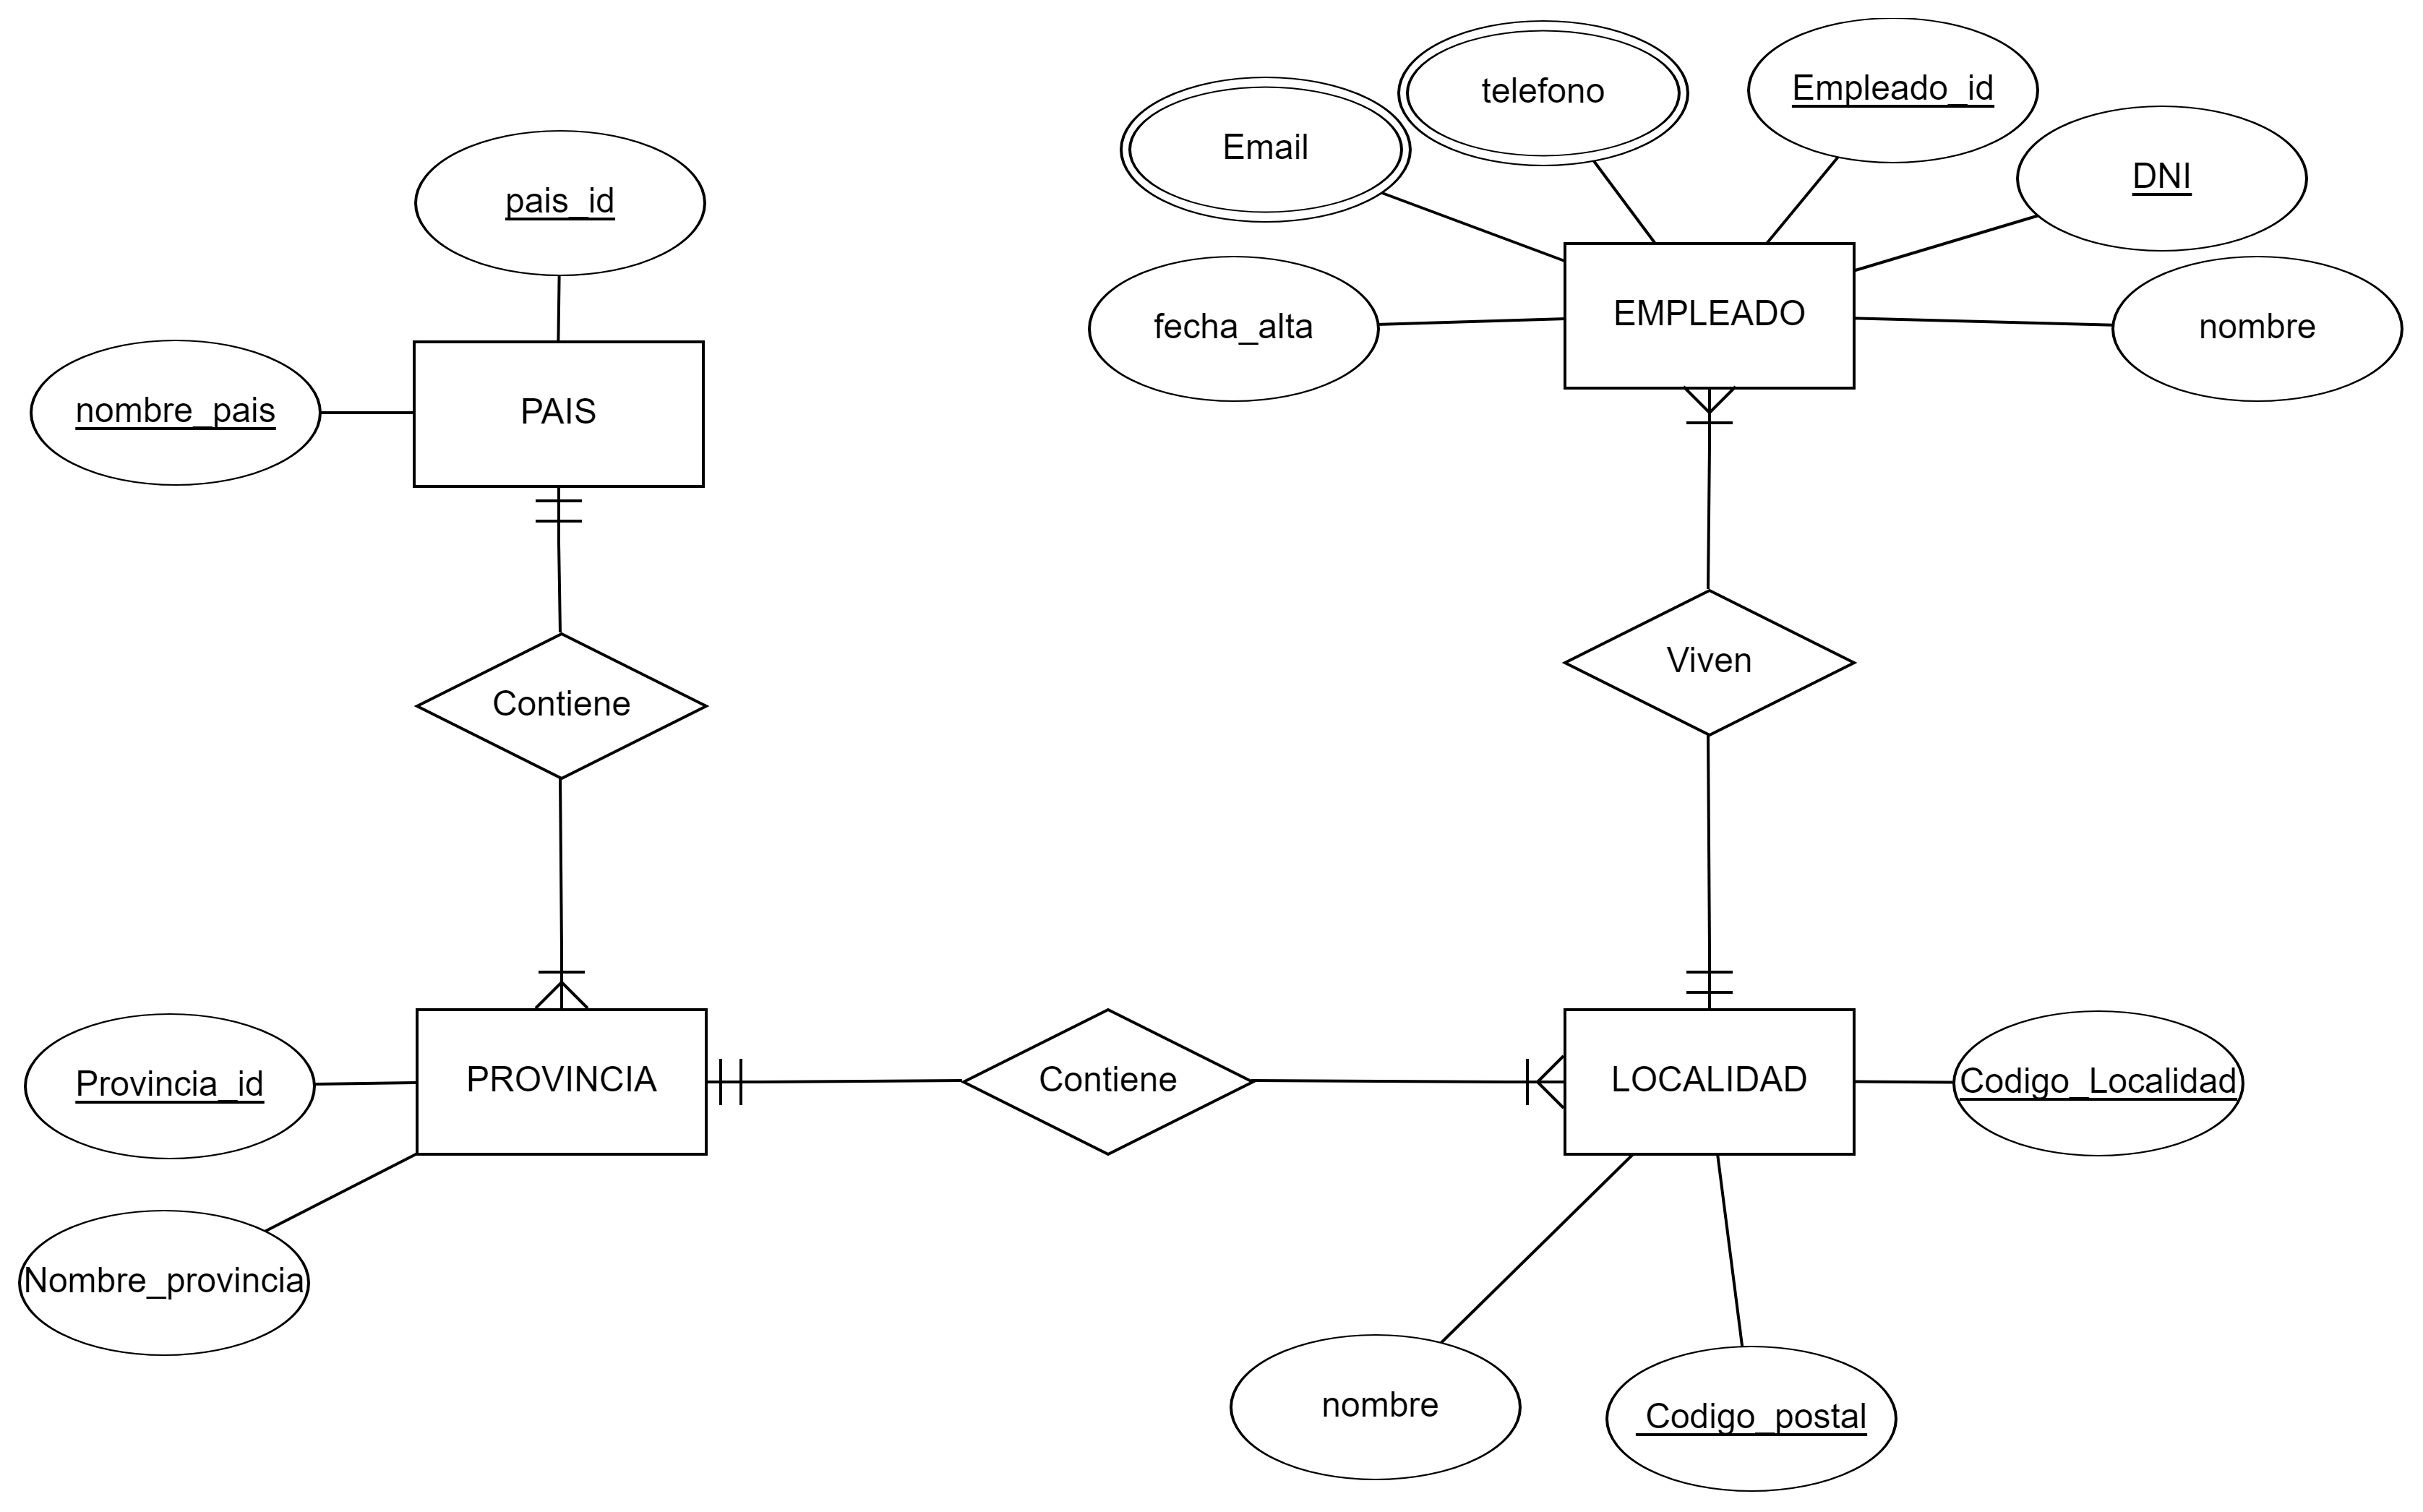 telefono
Empleado_id
Email
DNI
pais_id
EMPLEADO
fecha_alta
nombre
nombre_pais
PAIS
Viven
Contiene
Provincia_id
PROVINCIA
Contiene
LOCALIDAD
Codigo_Localidad
Nombre_provincia
nombre
Codigo_postal